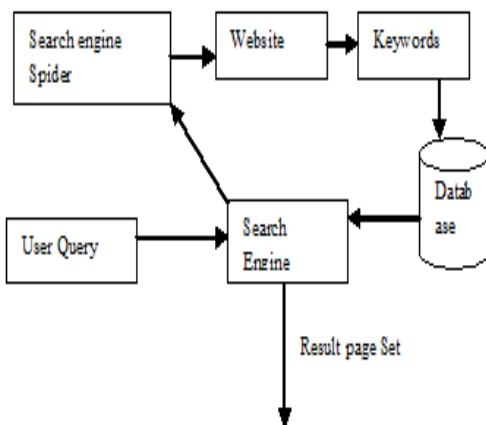 Search engine
Spider
Website
Keywords
Datab
ase
User Query
Search
Engine
Result page Set